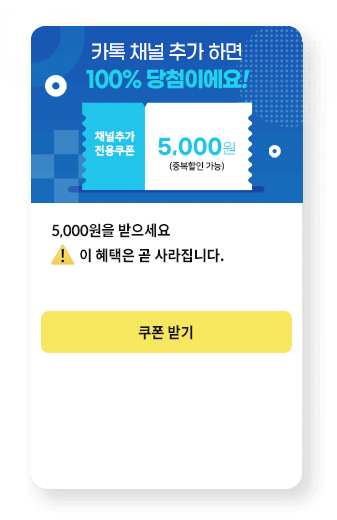 카톡 채널 추가 하면
100% 당첨이에요!
채널추가
전용쿠폰
5,000원
(중복할인 가능)
5,000원을 받으세요
이 혜택은 곧 사라집니다.
쿠폰 받기